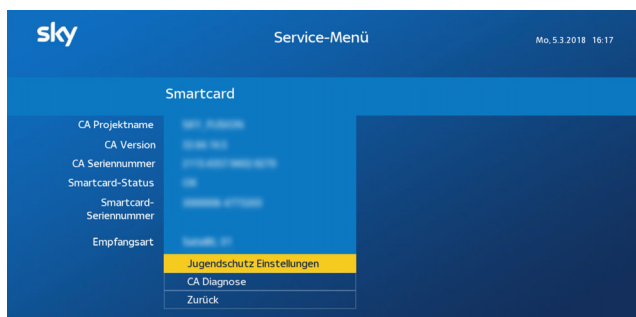 sky
Service-Menü
Mo, 5.3.2018 16:17
Smartcard
CA Projektname
CA Version
CA Seriennummer
Smartcard-Status
Smartcard-
Seriennummer
Empfangsart
Jugendschutz Einstellungen
CA Diagnose
Zurück